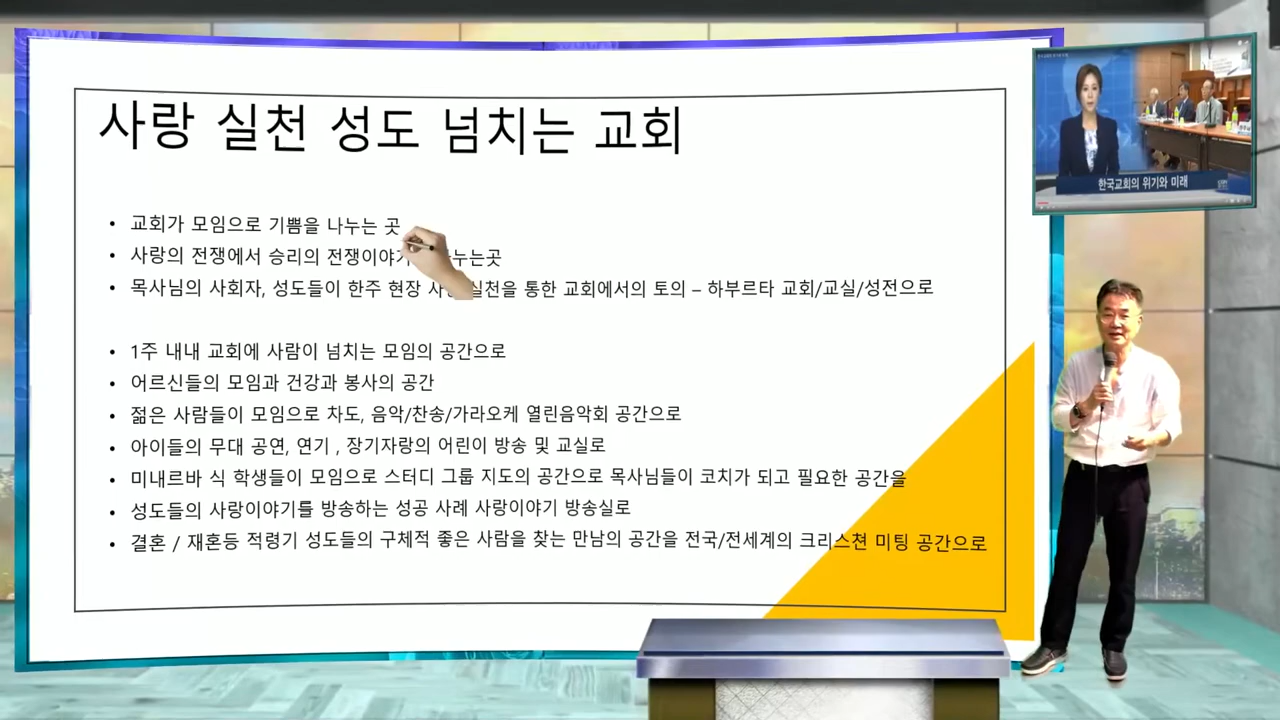 사랑 실천 성도 넘치는 교회
• 교회가 모임으로 기쁨을 나누는 곳
• 사랑의 전쟁에서 승리의 전쟁이야기 누는곳
• 목사님의 사회자, 성도들이 한주 현장 사 실천을 통한 교회에서의 토의 – 하부르타 교회/교실/성전으로
• 1주 내내 교회에 사람이 넘치는 모임의 공간으로
• 어르신들의 모임과 건강과 봉사의 공간
• 젊은 사람들이 모임으로 차도, 음악/찬송/가라오케 열린음악회 공간으로
• 아이들의 무대 공연, 연기 , 장기자랑의 어린이 방송 및 교실로
• 미내르바 식 학생들이 모임으로 스터디 그룹 지도의 공간으로 목사님들이 코치가 되고 필요한 공간을
• 성도들의 사랑이야기를 방송하는 성공 사례 사랑이야기 방송실로
• 결혼 / 재혼등 적령기 성도들의 구체적 좋은 사람을 찾는 만남의 공간을 전국/전세계의 크리스쳔 미팅 공간으로
한국교회의 위기와 미래